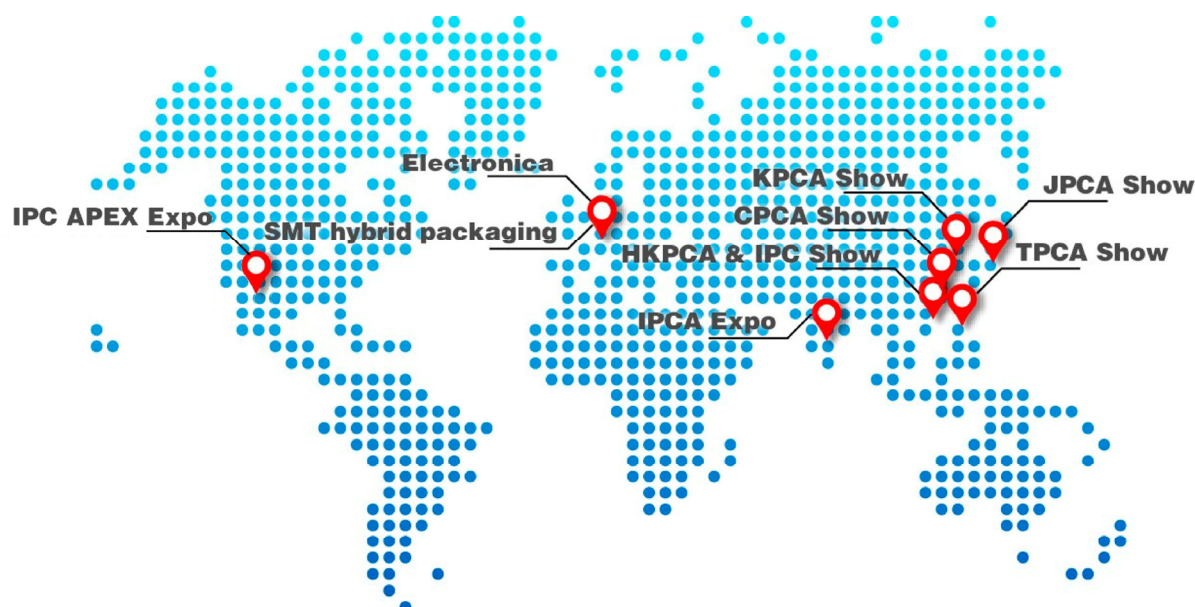 Electronica
KPCA Show
JPCA Show
IPC APEX Expo
SMT hybrid packaging
CPCA Show
HKPCA & IPC Show
TPCA Show
IPCA Expo